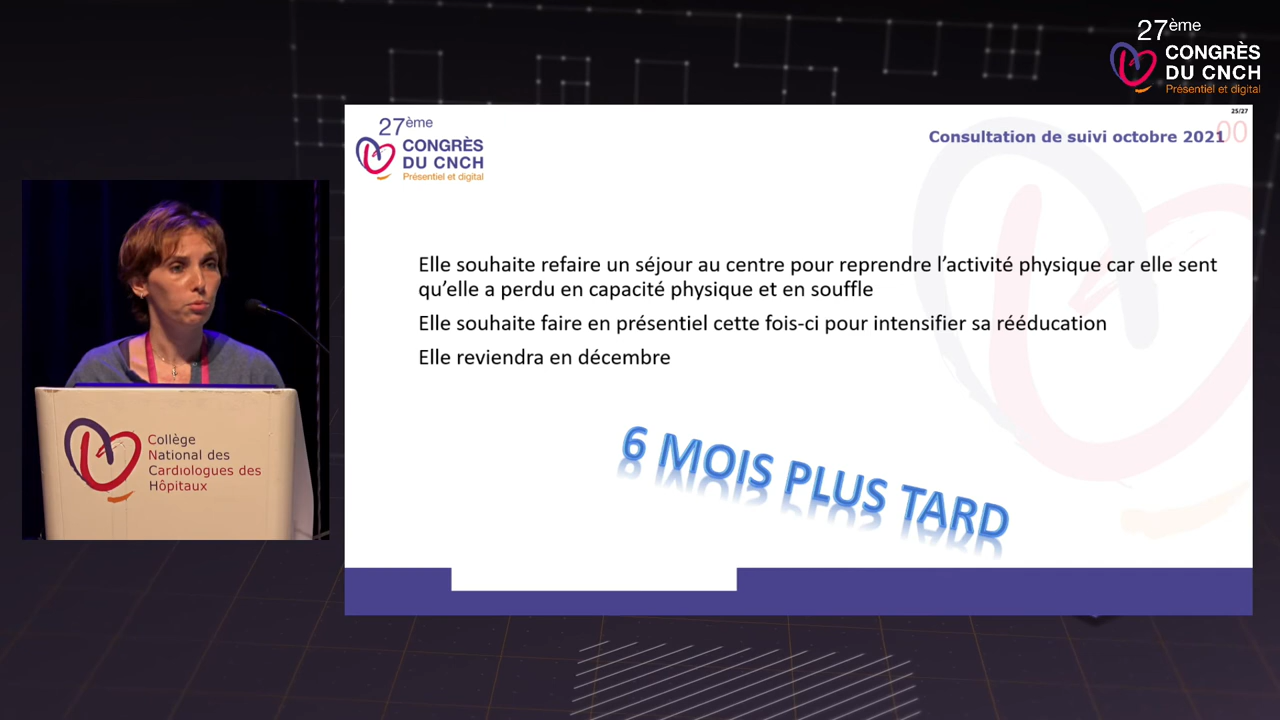 27ème
CONGRÈS
DU CNCH
Présentiel et digital
27ème
CONGRÈS
DU CNCH
Présentiel et digital
25/27
Consultation de suivi octobre 2021
00
Elle souhaite refaire un séjour au centre pour reprendre l’activité physique car elle sent
qu’elle a perdu en capacité physique et en souffle
Elle souhaite faire en présentiel cette fois-ci pour intensifier sa rééducation
Elle reviendra en décembre
6 MOIS PLUS TARD
Collège
National des
Cardiologues des
Hôpitaux